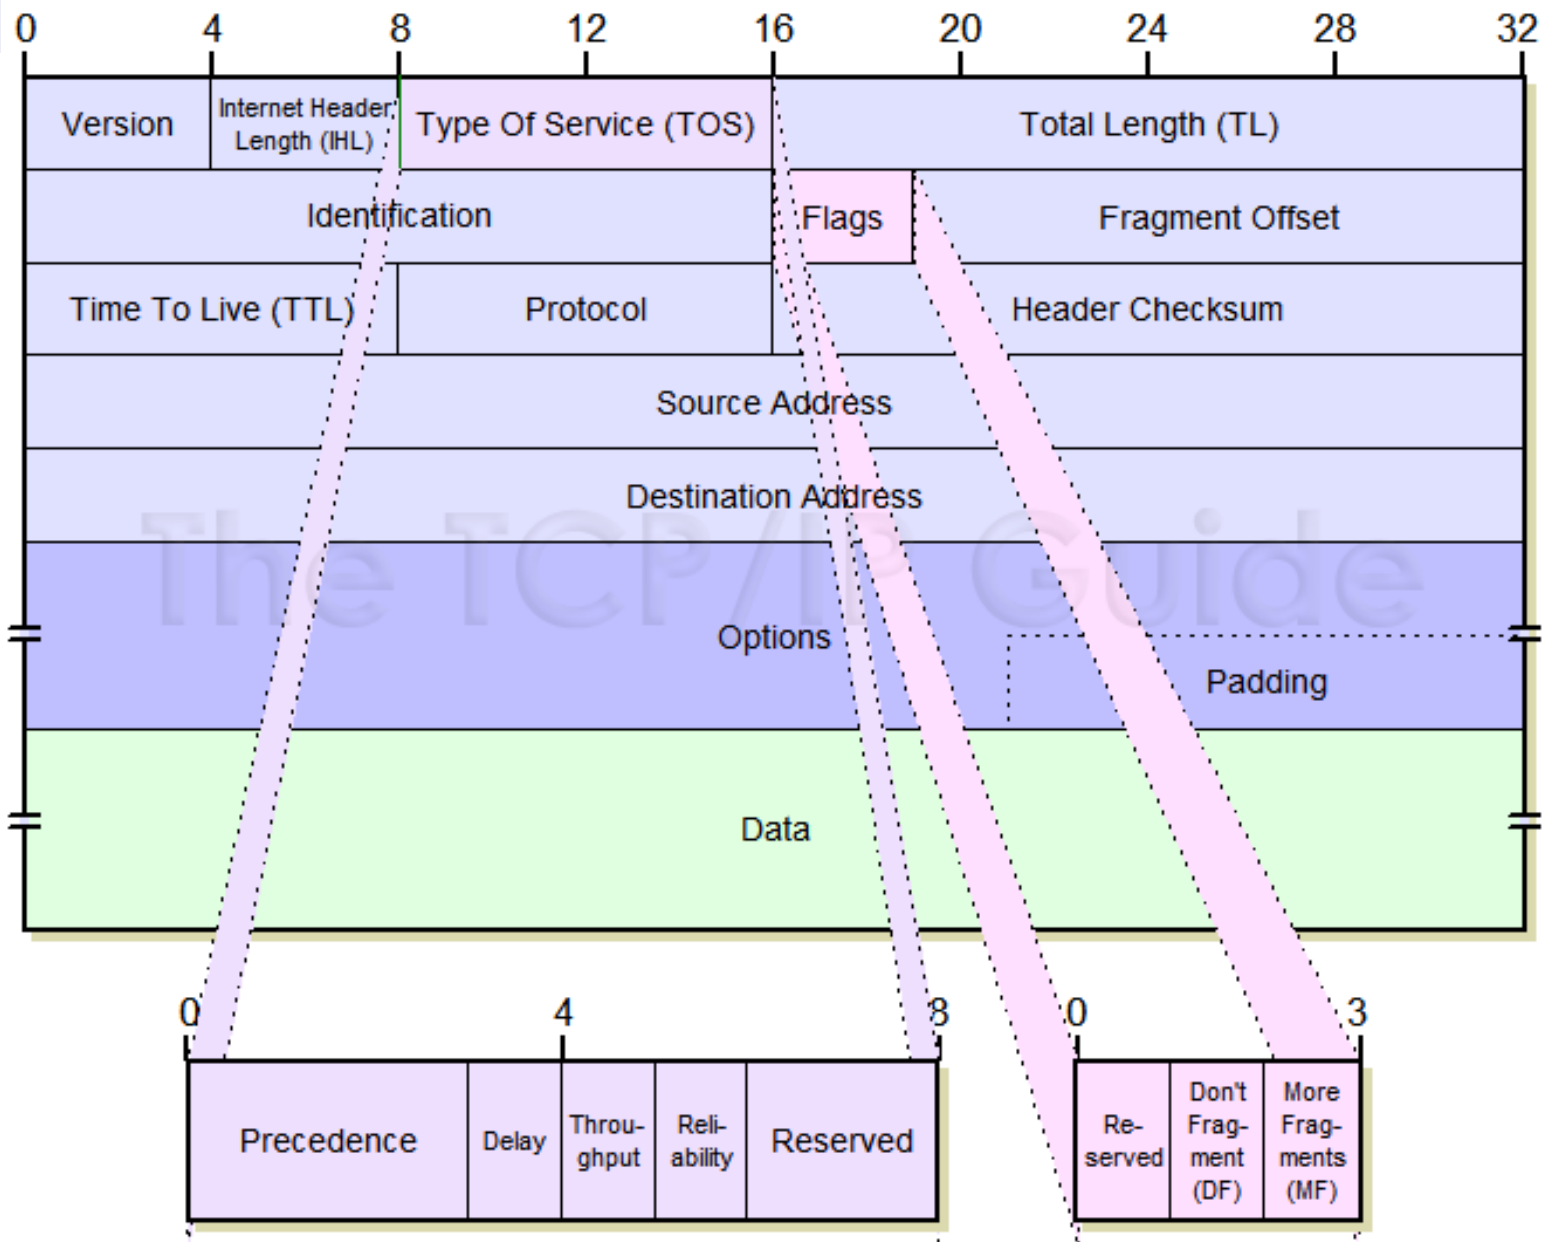 0 4 8 12 16 20 24 28 32
Version
Internet Header
Length (IHL)
Type Of Service (TOS)
Total Length (TL)
Identification
Flags
Fragment Offset
Time To Live (TTL)
Protocol
Header Checksum
Source Address
Destination Address
The TCP/IP Guide
Options
Padding
Data
0 4 8
0 3
Precedence
Delay
Throu-
ghput
Reli-
ability
Reserved
Re-
served
Don't
Frag-
ment
(DF)
More
Frag-
ments
(MF)